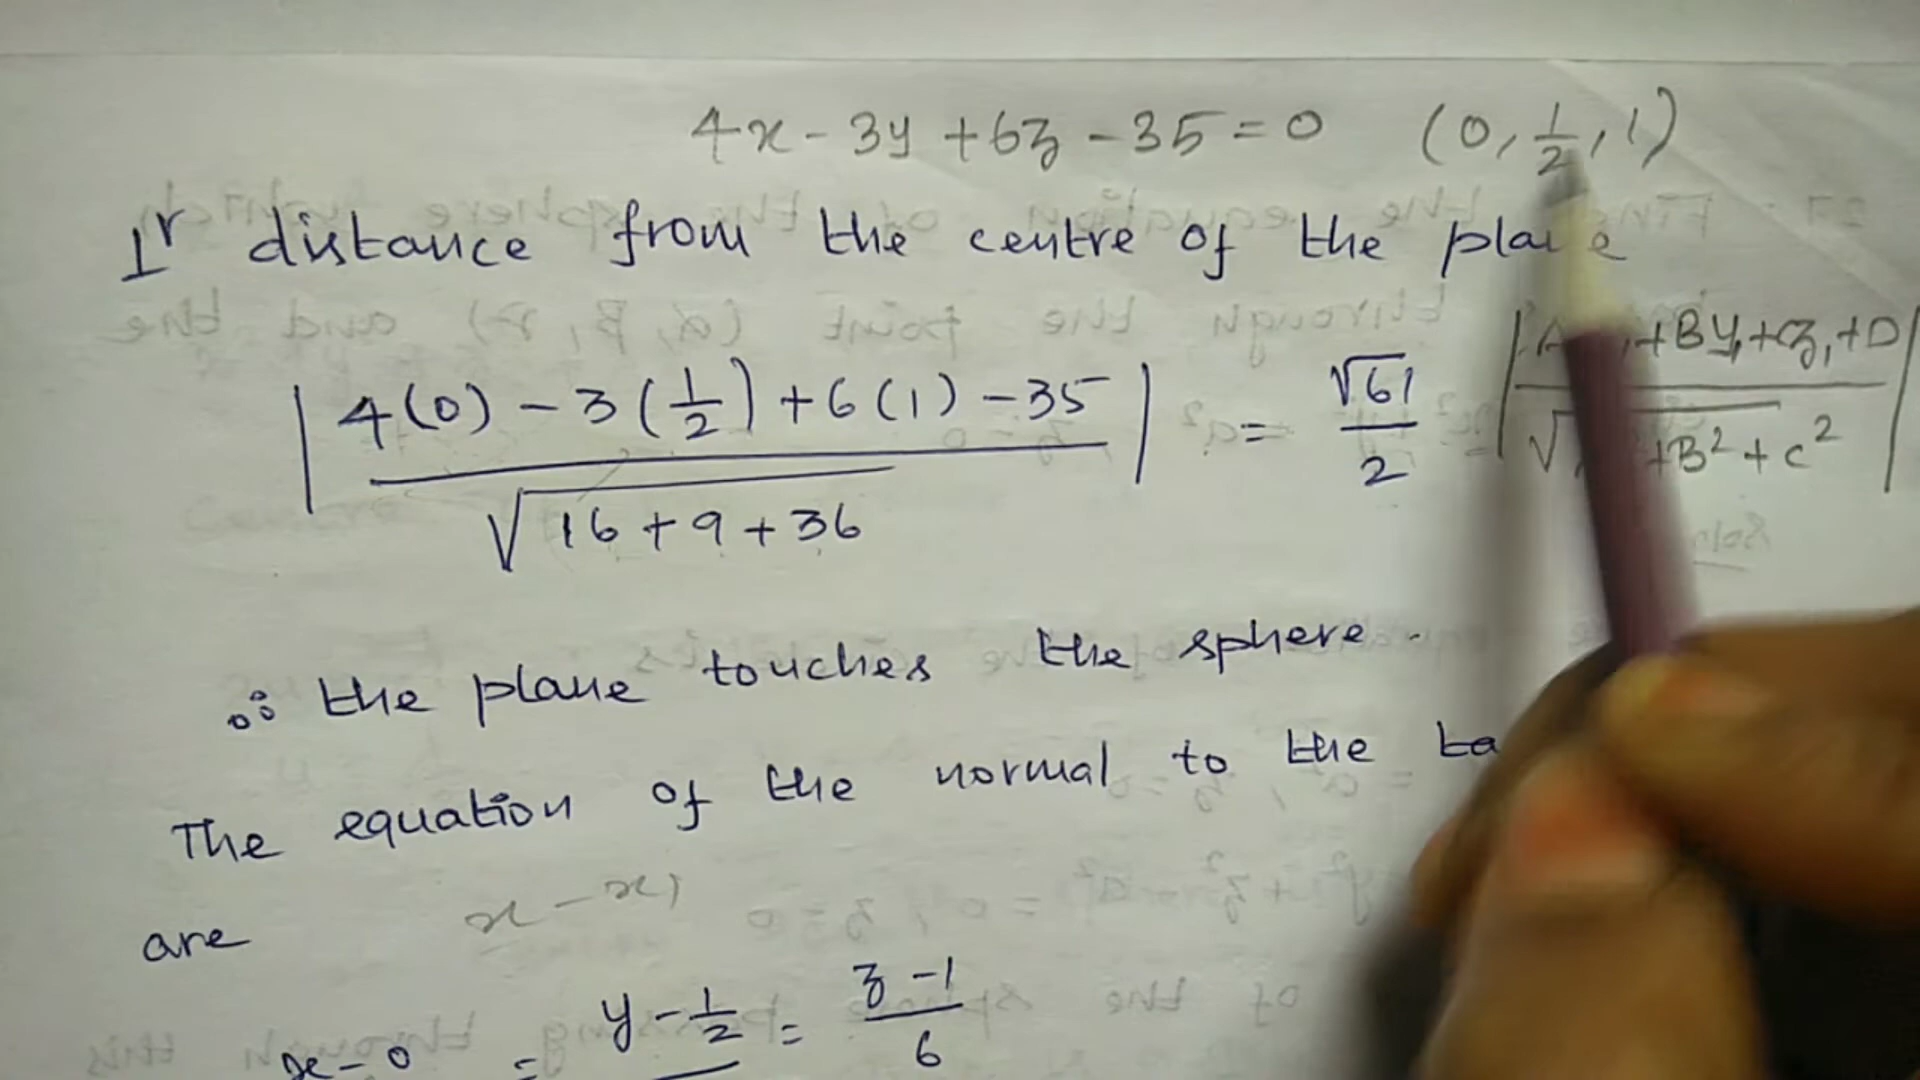 4x - 3y + 6z - 35 = 0 (0, 1/2, 1)
⊥r distance from the centre of the plane
| 4(0) - 3(1/2) + 6(1) - 35 / √16 + 9 + 36 | = √61/2
+By₁+cz₁+D / √ +B²+c² |
∴ the plane touches the sphere.
The equation of the normal to the
are x - x₁
x - 0 = y - 1/2 = z - 1 / 6